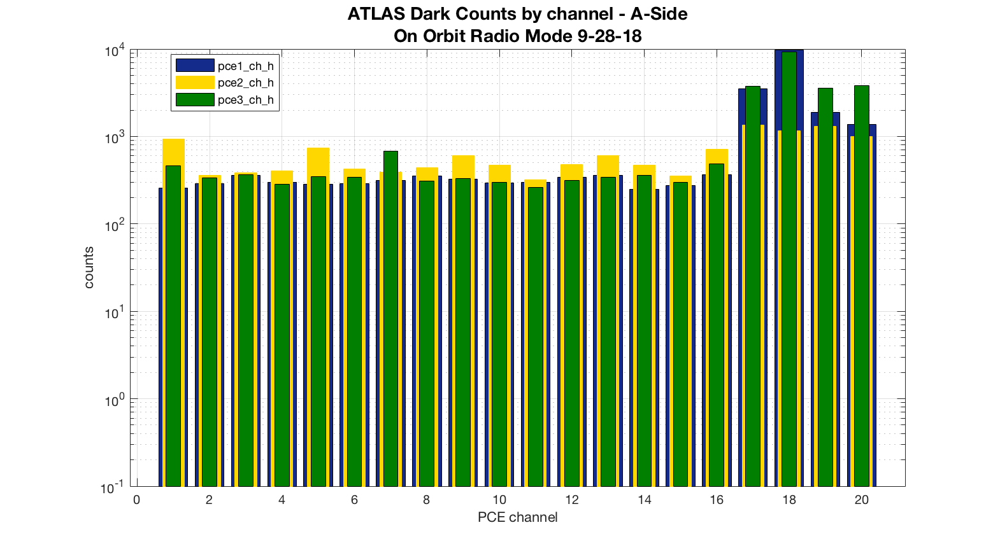 ATLAS Dark Counts by channel - A-Side
On Orbit Radio Mode 9-28-18
pce1_ch_h
pce2_ch_h
pce3_ch_h
counts
10^4
10^3
10^2
10^1
10^0
10^-1
0 2 4 6 8 10 12 14 16 18 20
PCE channel